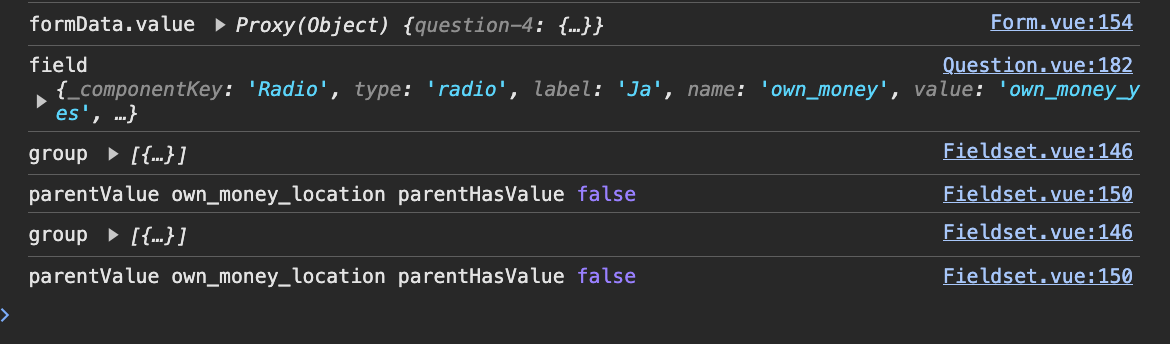 formData.value ▶ Proxy(Object) {question-4: {…}} Form.vue:154
field Question.vue:182
▶ {_componentKey: 'Radio', type: 'radio', label: 'Ja', name: 'own_money', value: 'own_money_y
es', …}
group ▶ [{…}] Fieldset.vue:146
parentValue own_money_location parentHasValue false Fieldset.vue:150
group ▶ [{…}] Fieldset.vue:146
parentValue own_money_location parentHasValue false Fieldset.vue:150